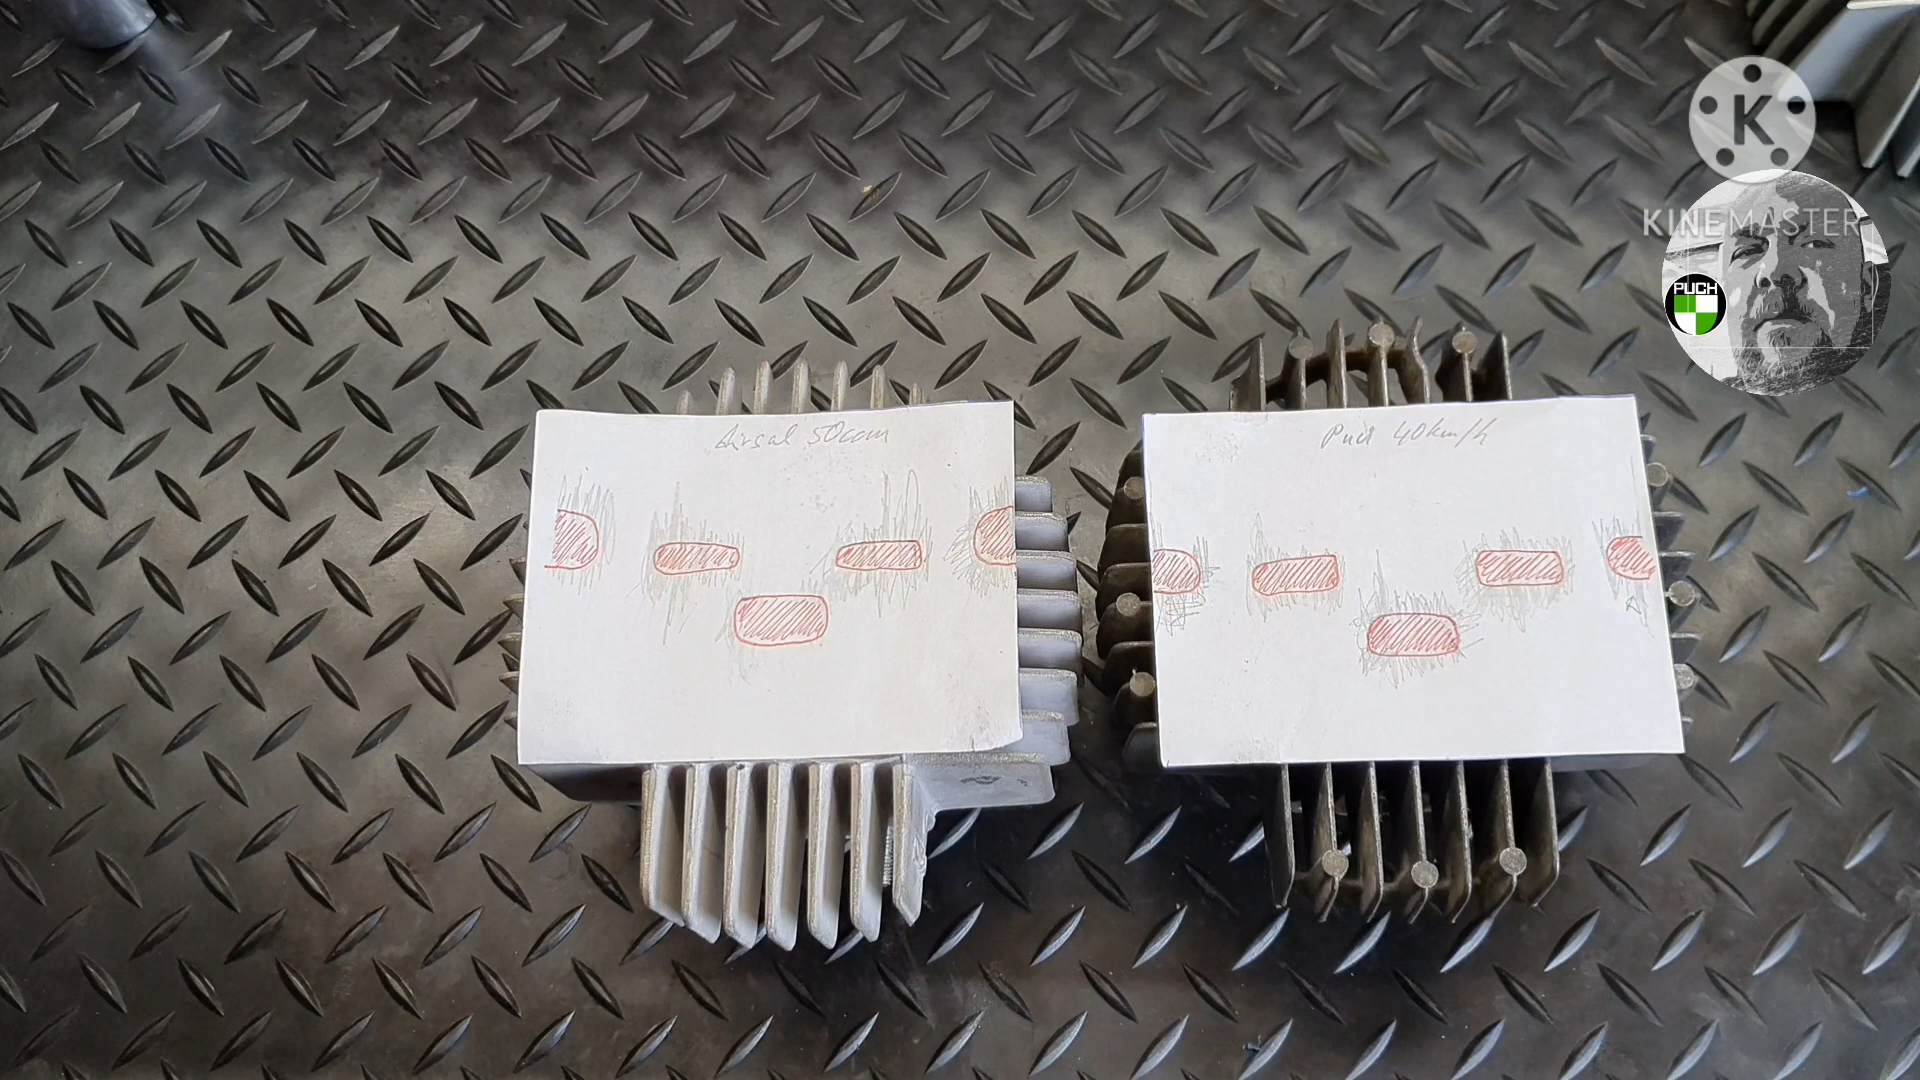 Airsal 50ccm
Puch 40km/h
K
KINEMASTER
PUCH